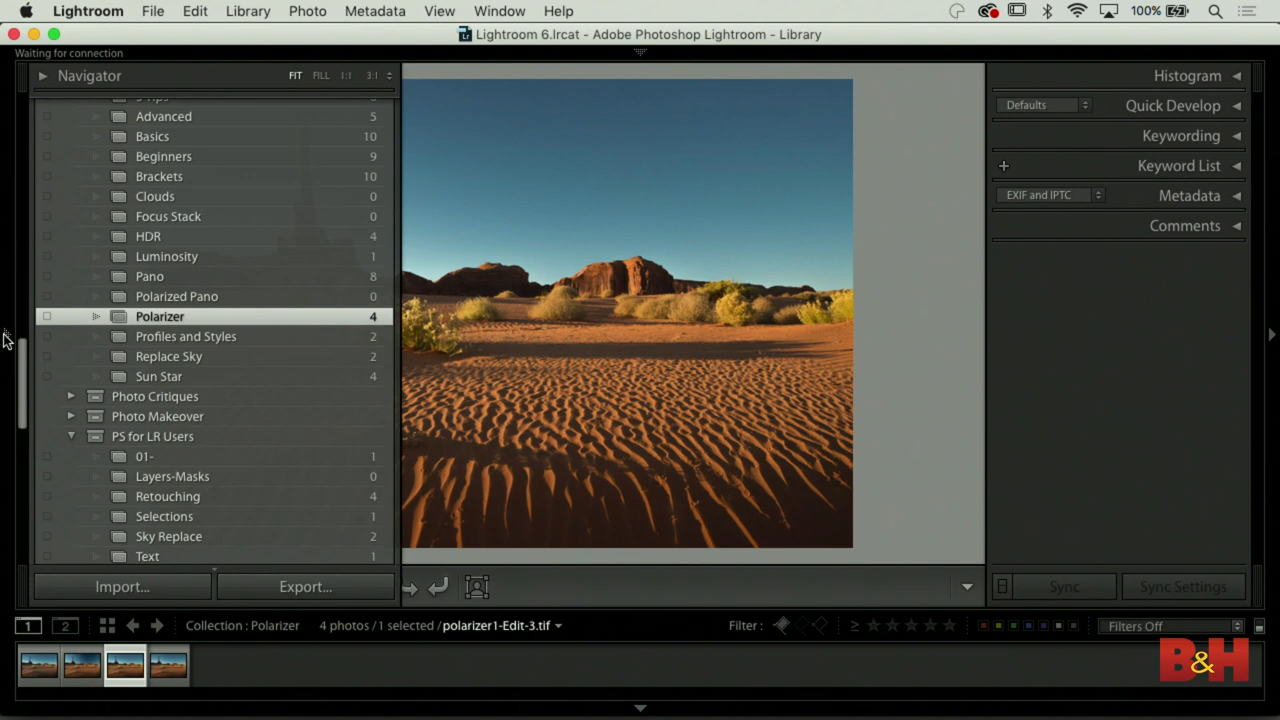 Lightroom File Edit Library Photo Metadata View Window Help 100%
Lightroom 6.lrcat - Adobe Photoshop Lightroom - Library
Waiting for connection
Navigator FIT FILL 1:1 3:1
Advanced 5
Basics 10
Beginners 9
Brackets 10
Clouds 0
Focus Stack 0
HDR 4
Luminosity 1
Pano 8
Polarized Pano 0
Polarizer 4
Profiles and Styles 2
Replace Sky 2
Sun Star 4
Photo Critiques
Photo Makeover
PS for LR Users
01- 1
Layers-Masks 0
Retouching 4
Selections 1
Sky Replace 2
Text 1
Import... Export...
Histogram
Defaults Quick Develop
Keywording
Keyword List
EXIF and IPTC Metadata
Comments
Sync Sync Settings
1 2 Collection : Polarizer 4 photos / 1 selected / polarizer1-Edit-3.tif Filter : Filters Off
B&H